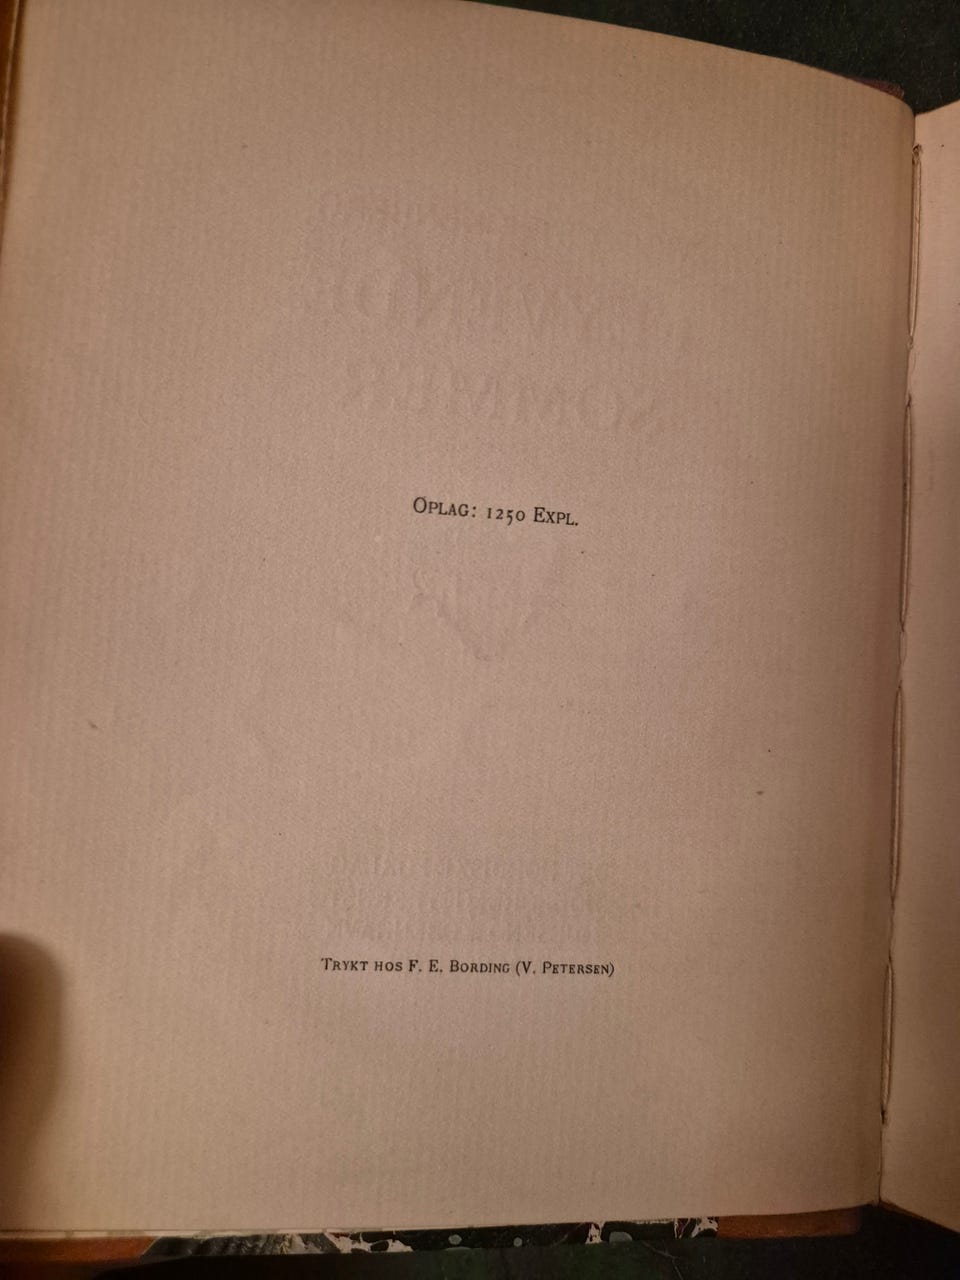 OPLAG: 1250 EXPL.
TRYKT HOS F. E. BORDING (V. PETERSEN)